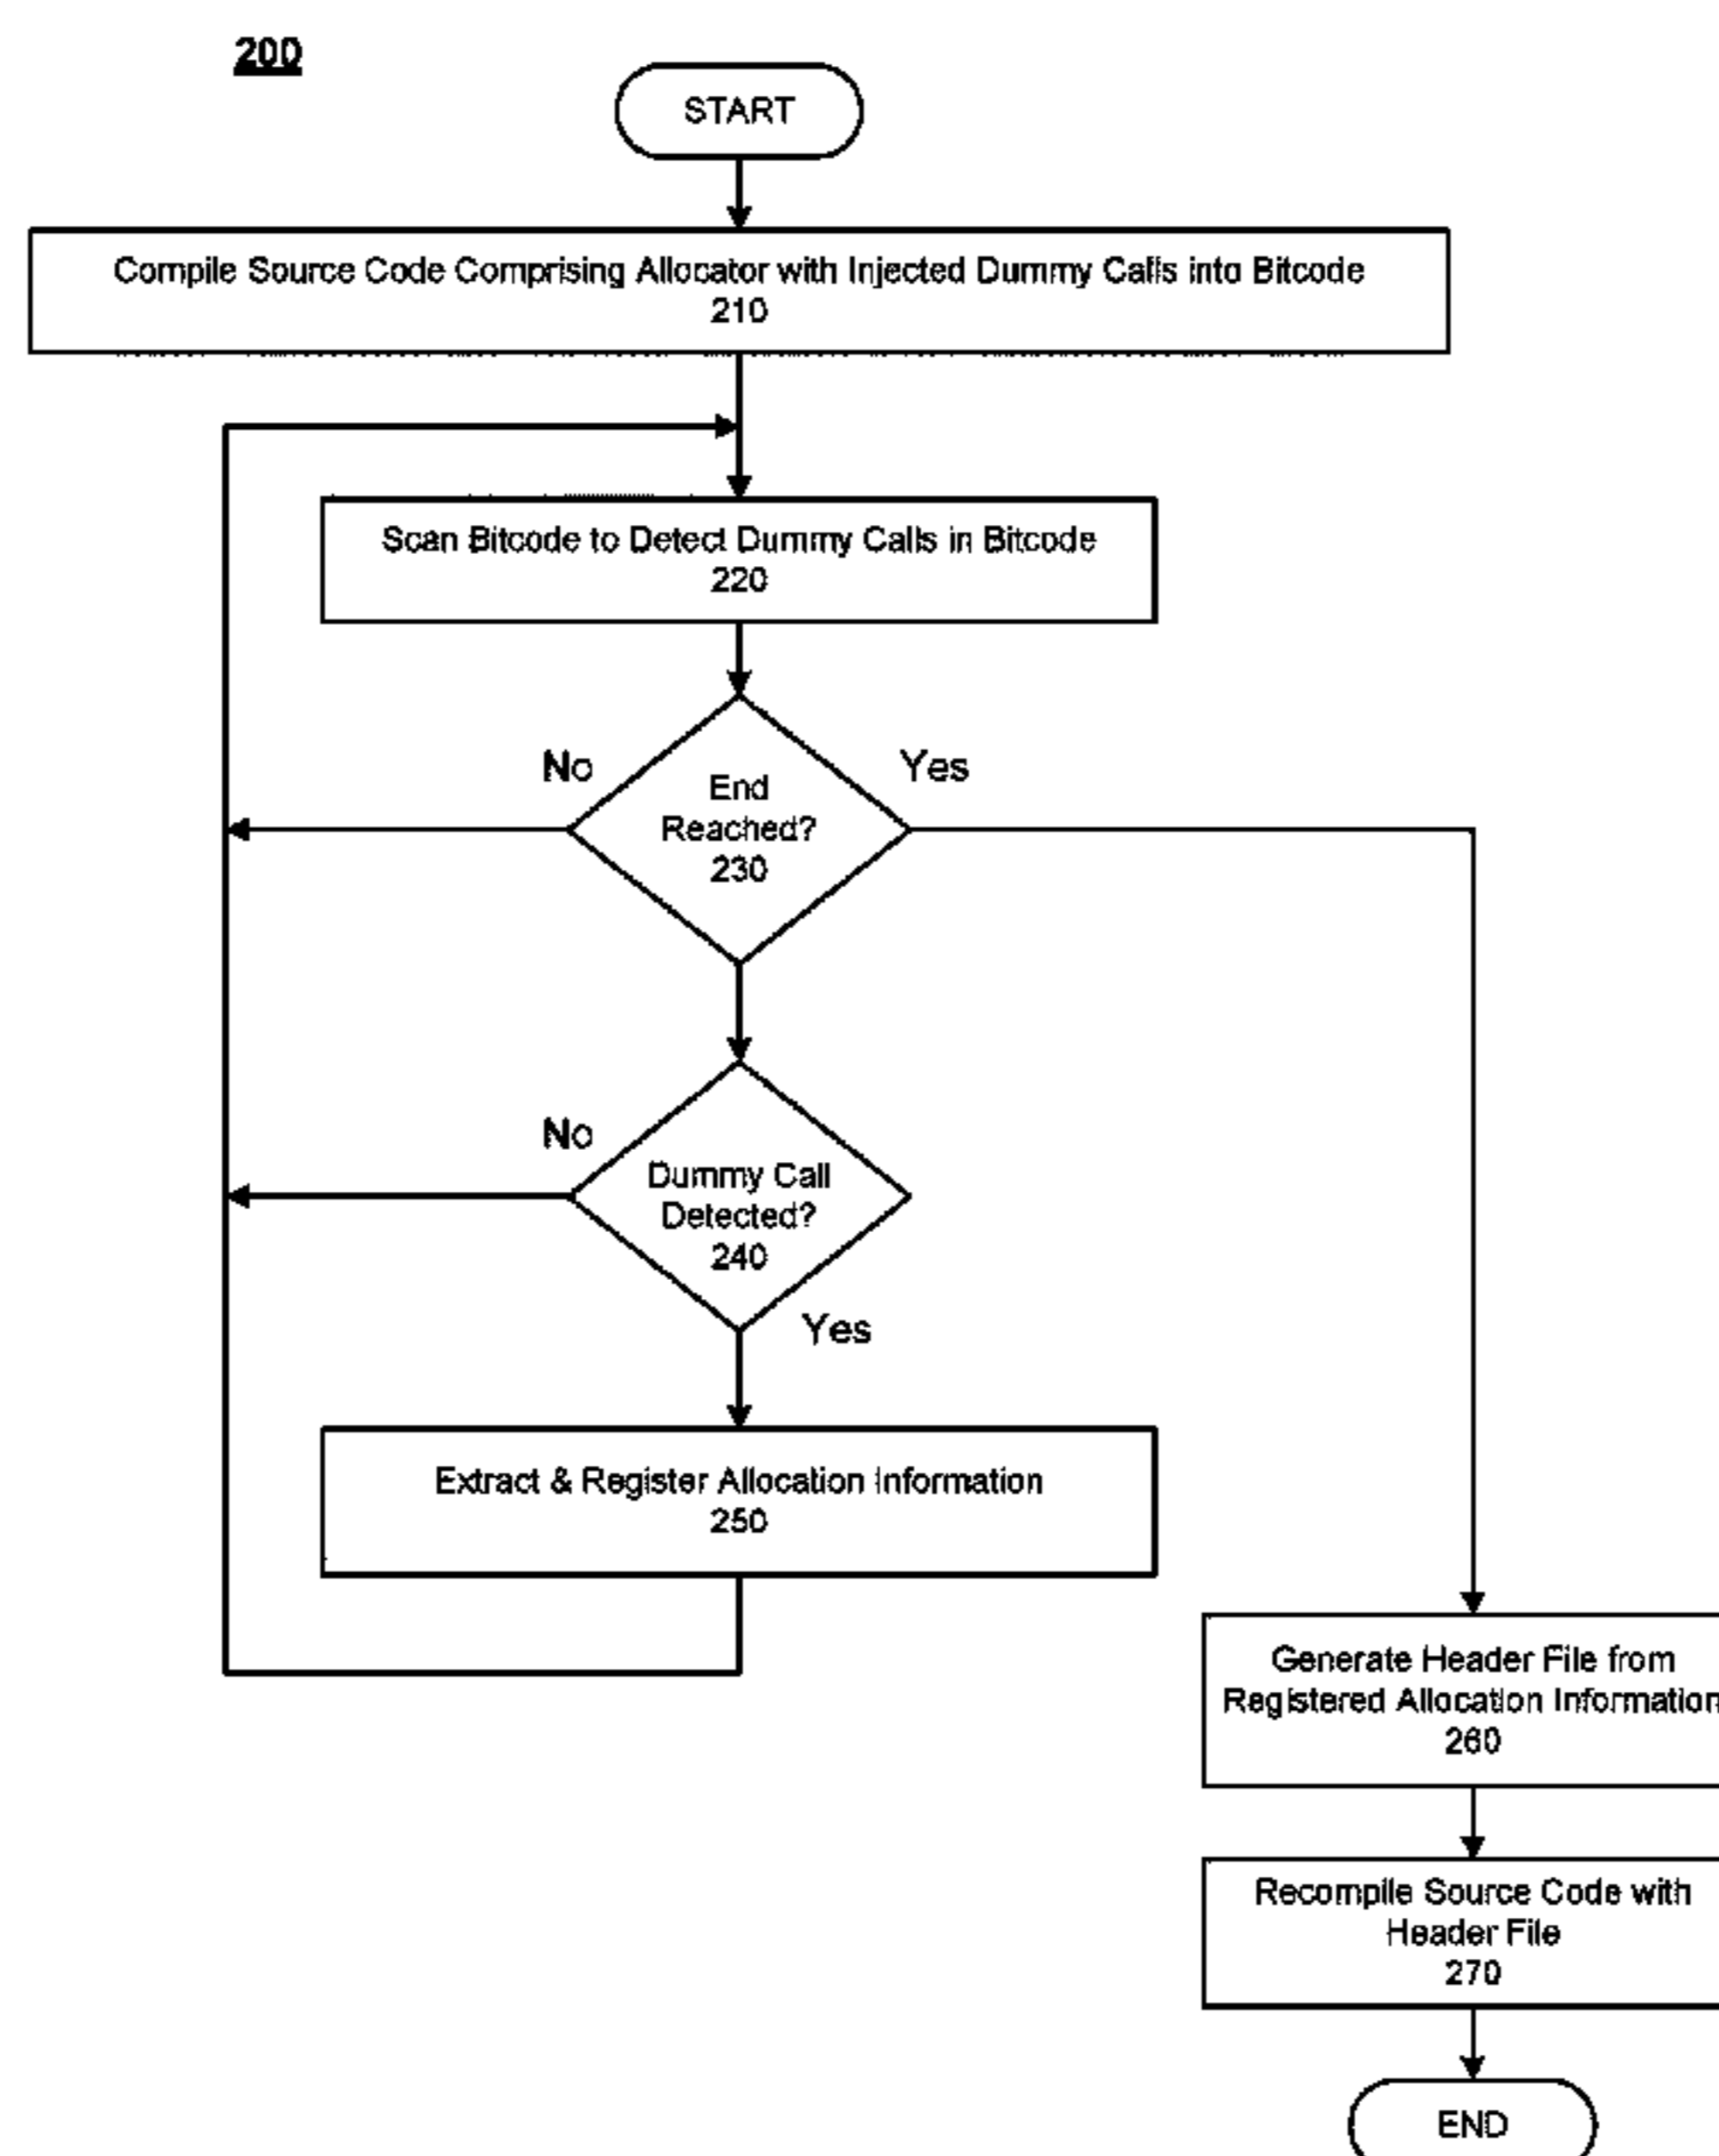 200
START
Compile Source Code Comprising Allocator with Injected Dummy Calls into Bitcode
210
Scan Bitcode to Detect Dummy Calls in Bitcode
220
No
Yes
End
Reached?
230
No
Dummy Call
Detected?
240
Yes
Extract & Register Allocation Information
250
Generate Header File from
Registered Allocation Information
260
Recompile Source Code with
Header File
270
END